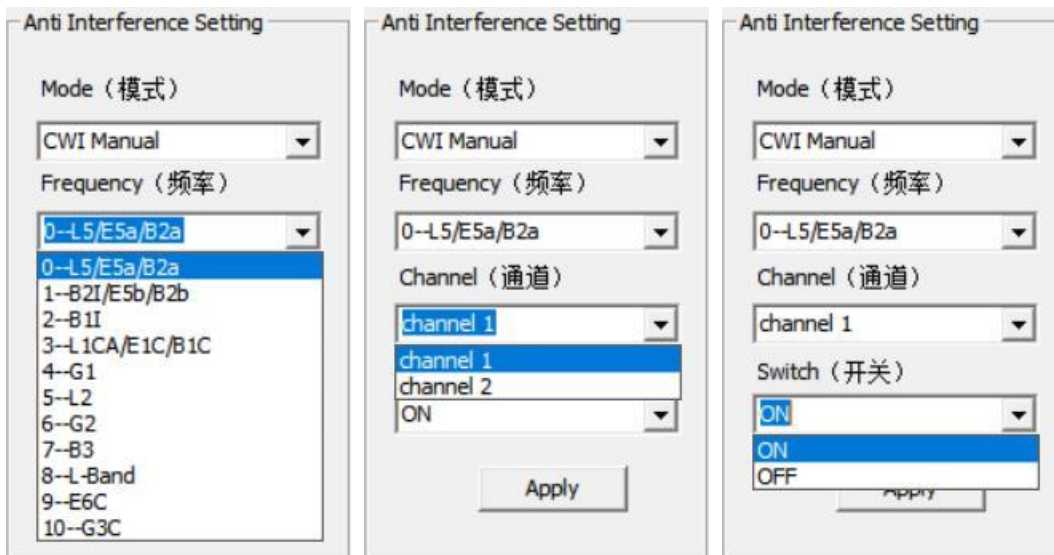 Anti Interference Setting
Mode（模式）
CWI Manual
Frequency（频率）
0--L5/E5a/B2a
0--L5/E5a/B2a
1--B2I/E5b/B2b
2--B1I
3--L1CA/E1C/B1C
4--G1
5--L2
6--G2
7--B3
8--L-Band
9--E6C
10--G3C
Anti Interference Setting
Mode（模式）
CWI Manual
Frequency（频率）
0--L5/E5a/B2a
Channel（通道）
channel 1
channel 1
channel 2
ON
Apply
Anti Interference Setting
Mode（模式）
CWI Manual
Frequency（频率）
0--L5/E5a/B2a
Channel（通道）
channel 1
Switch（开关）
ON
ON
OFF
Apply